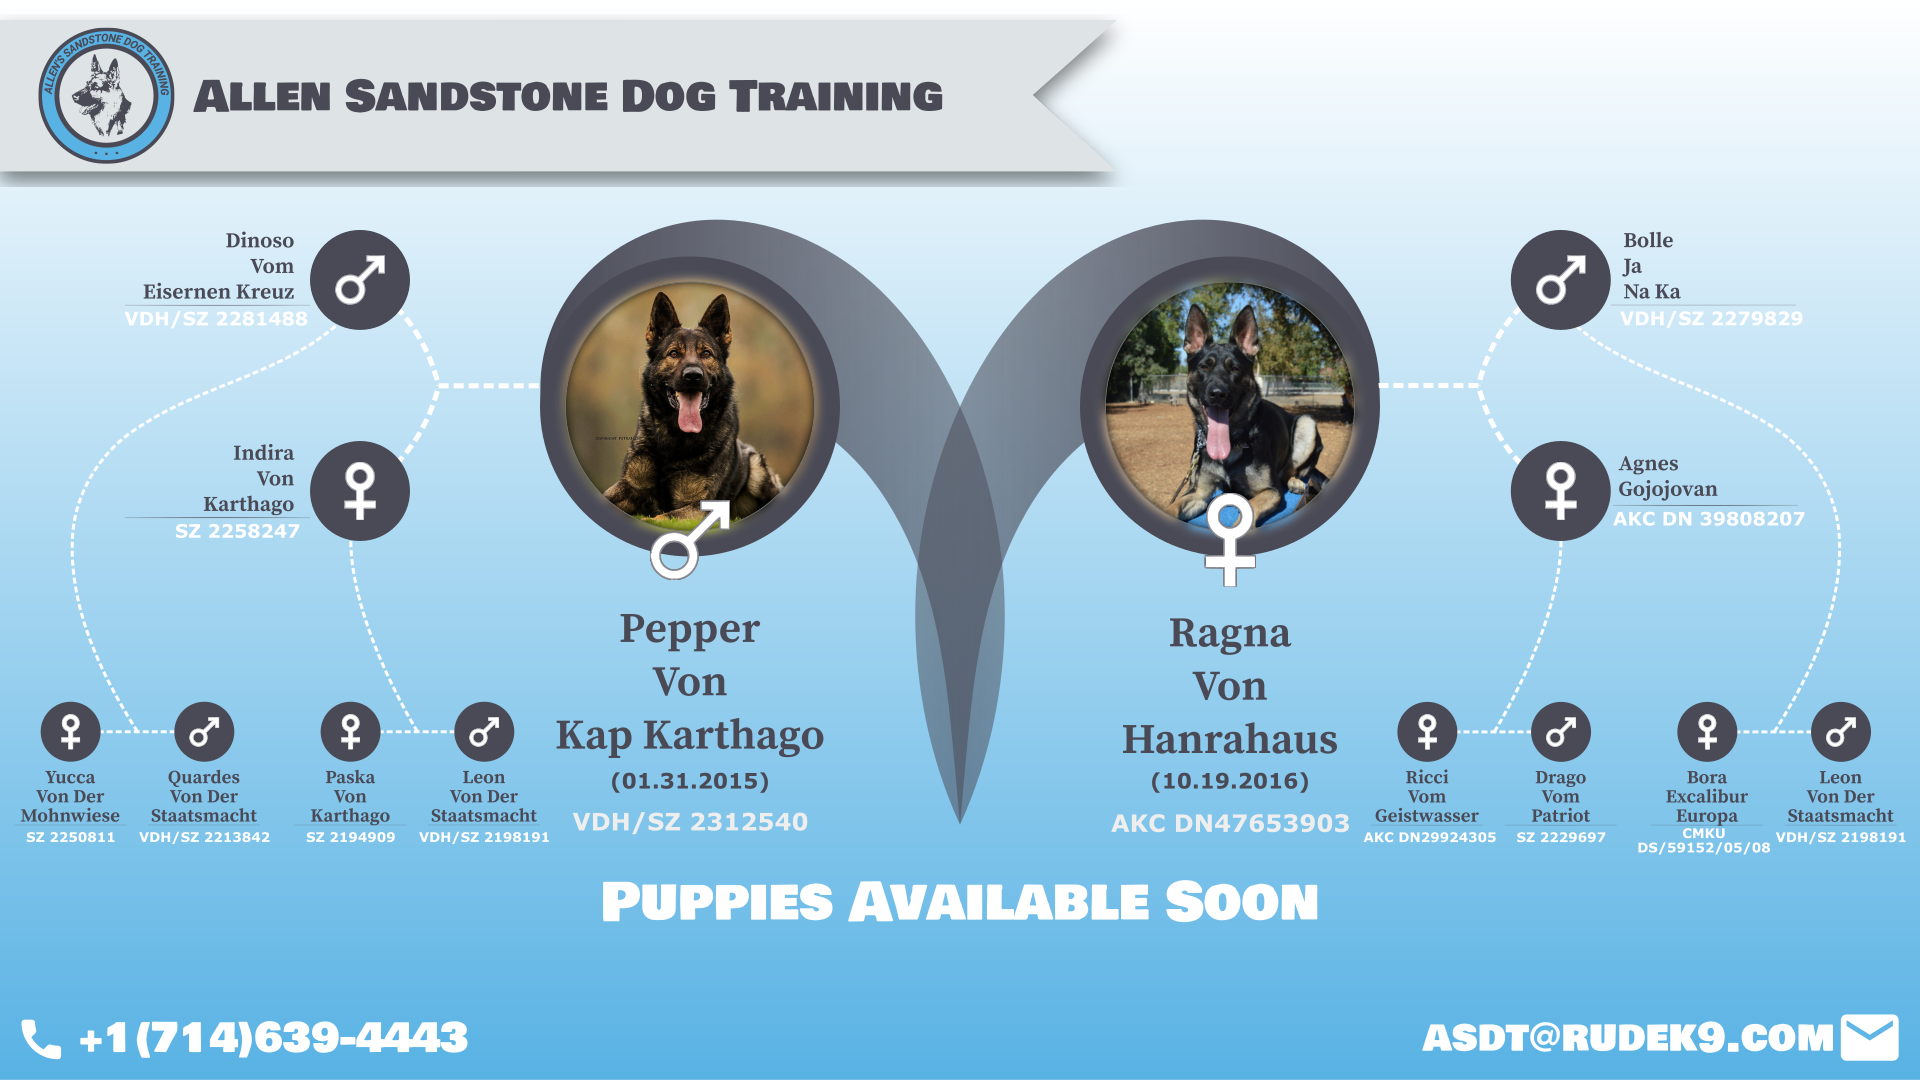 ALLEN'S SANDSTONE DOG TRAINING
Allen Sandstone Dog Training
Dinoso
Vom
Eisernen Kreuz
VDH/SZ 2281488
Indira
Von
Karthago
SZ 2258247
Bolle
Ja
Na Ka
VDH/SZ 2279829
Agnes
Gojojovan
AKC DN 39808207
Pepper
Von
Kap Karthago
(01.31.2015)
VDH/SZ 2312540
Ragna
Von
Hanrahaus
(10.19.2016)
AKC DN47653903
Yucca
Von Der
Mohnwiese
SZ 2250811
Quardes
Von Der
Staatsmacht
VDH/SZ 2213842
Paska
Von
Karthago
SZ 2194909
Leon
Von Der
Staatsmacht
VDH/SZ 2198191
Ricci
Vom
Geistwasser
AKC DN29924305
Drago
Vom
Patriot
SZ 2229697
Bora
Excalibur
Europa
CMKU
DS/59152/05/08
Leon
Von Der
Staatsmacht
VDH/SZ 2198191
Puppies Available Soon
+1(714)639-4443
ASDT@RUDEK9.COM